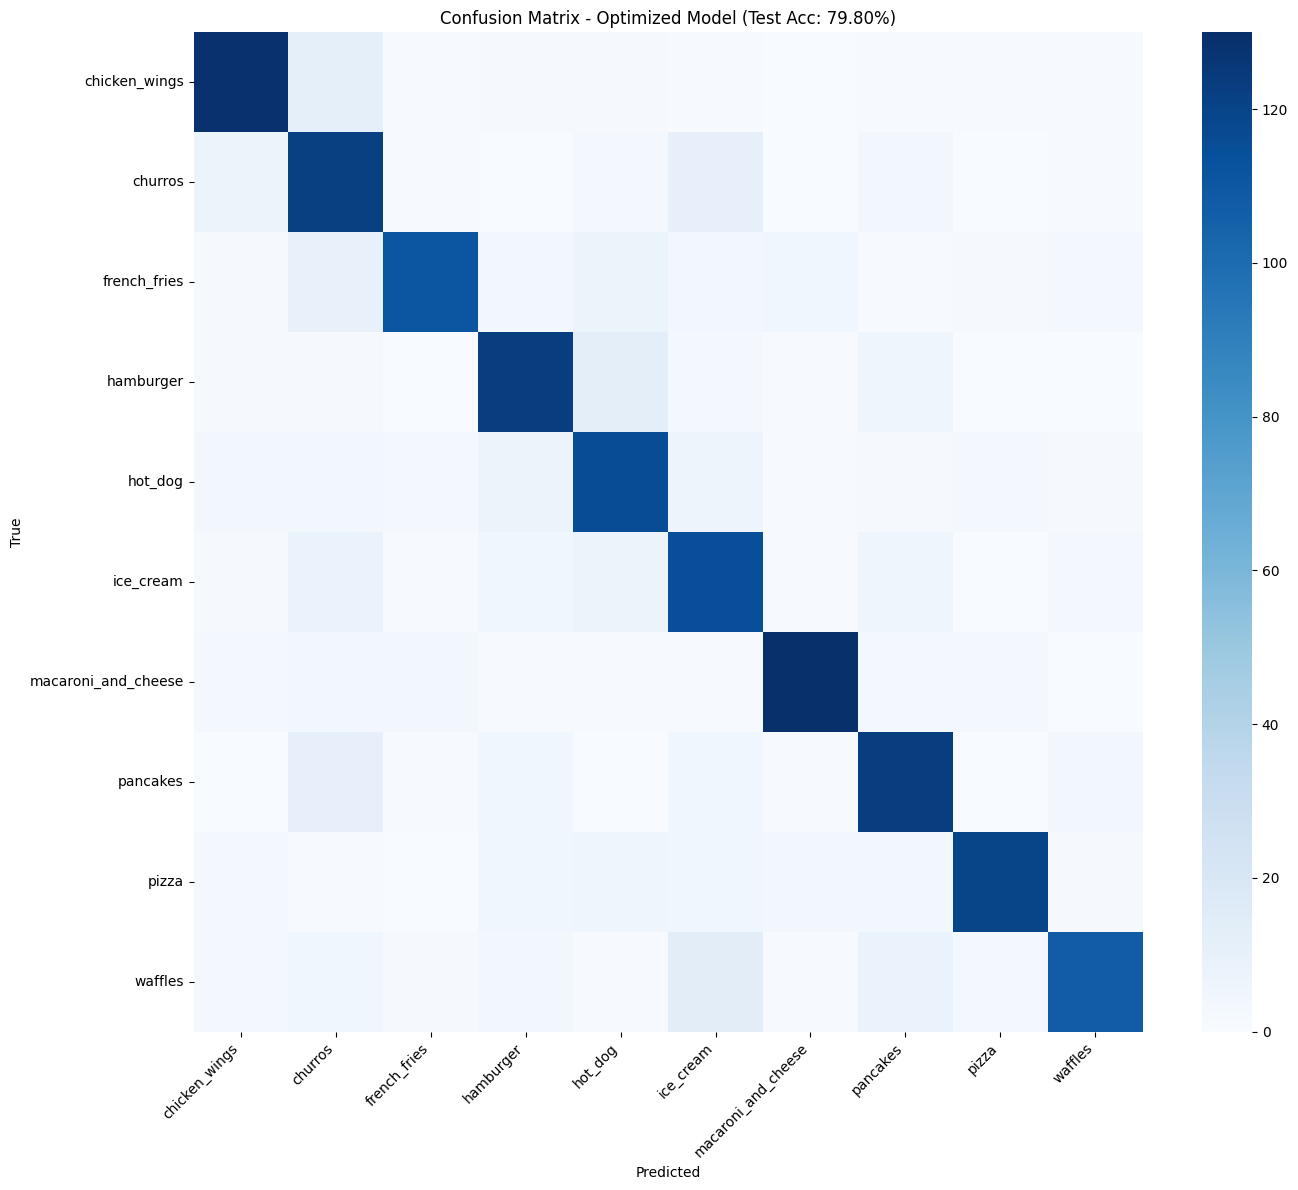 Confusion Matrix - Optimized Model (Test Acc: 79.80%)
True
chicken_wings
churros
french_fries
hamburger
hot_dog
ice_cream
macaroni_and_cheese
pancakes
pizza
waffles
chicken_wings
churros
french_fries
hamburger
hot_dog
ice_cream
macaroni_and_cheese
pancakes
pizza
waffles
Predicted
120
100
80
60
40
20
0